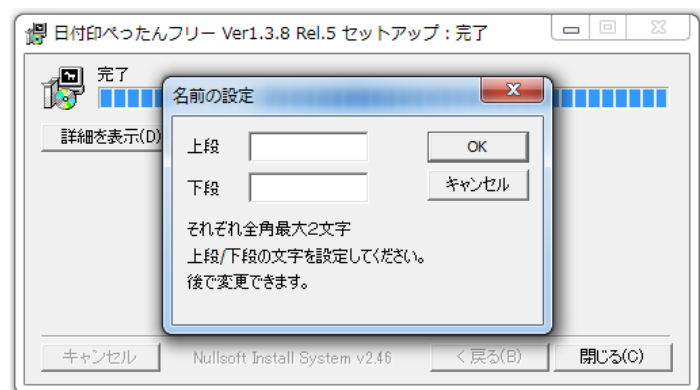 日付印ぺったんフリー Ver1.3.8 Rel.5 セットアップ：完了
完了
詳細を表示(D)
名前の設定
上段
OK
下段
キャンセル
それぞれ全角最大2文字
上段/下段の文字を設定してください。
後で変更できます。
キャンセル
Nullsoft Install System v2.46
< 戻る(B)
閉じる(C)